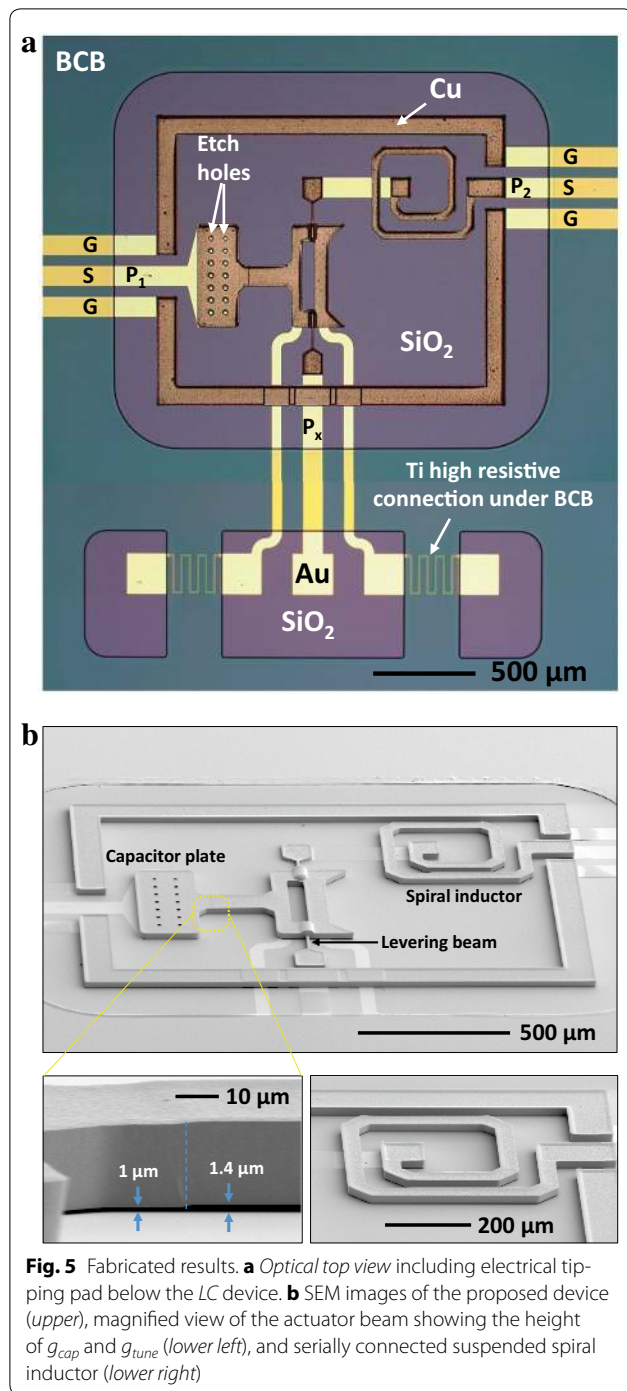 a
BCB
Cu
Etch
holes
G
P2 S
G
G
S P1
G
SiO2
Px
Ti high resistive
connection under BCB
Au
SiO2
500 µm
b
Capacitor plate
Spiral inductor
Levering beam
500 µm
10 µm
1 µm
1.4 µm
200 µm
Fig. 5 Fabricated results. a Optical top view including electrical tip-
ping pad below the LC device. b SEM images of the proposed device
(upper), magnified view of the actuator beam showing the height
of gcap and gtune (lower left), and serially connected suspended spiral
inductor (lower right)